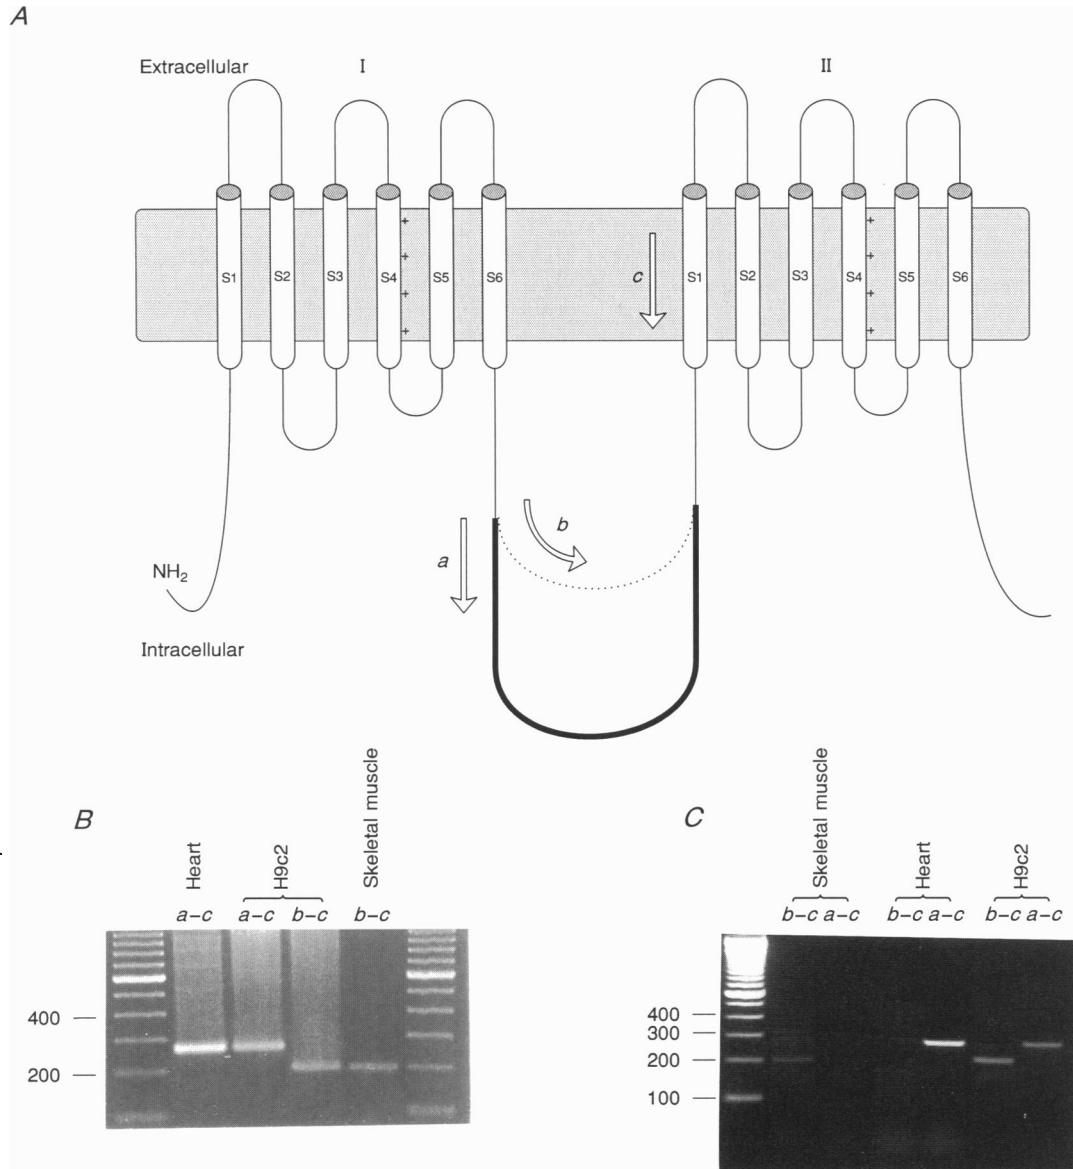 A
Extracellular I II
S1 S2 S3 S4 S5 S6 c S1 S2 S3 S4 S5 S6
+ +
+ +
+ +
+ +
a b
NH2
Intracellular
B
Heart H9c2 Skeletal muscle
a–c a–c b–c b–c
400
200
C
Skeletal muscle Heart H9c2
b–c a–c b–c a–c b–c a–c
400
300
200
100